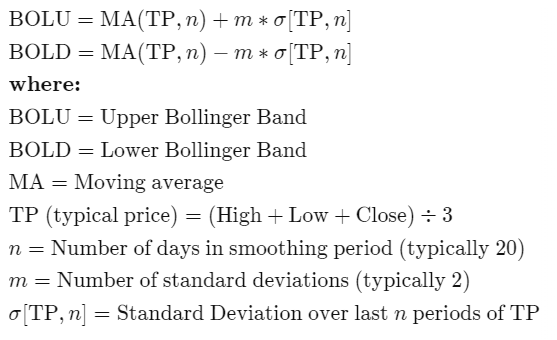 BOLU = MA(TP, n) + m ∗ σ[TP, n]
BOLD = MA(TP, n) − m ∗ σ[TP, n]
where:
BOLU = Upper Bollinger Band
BOLD = Lower Bollinger Band
MA = Moving average
TP (typical price) = (High + Low + Close) ÷ 3
n = Number of days in smoothing period (typically 20)
m = Number of standard deviations (typically 2)
σ[TP, n] = Standard Deviation over last n periods of TP